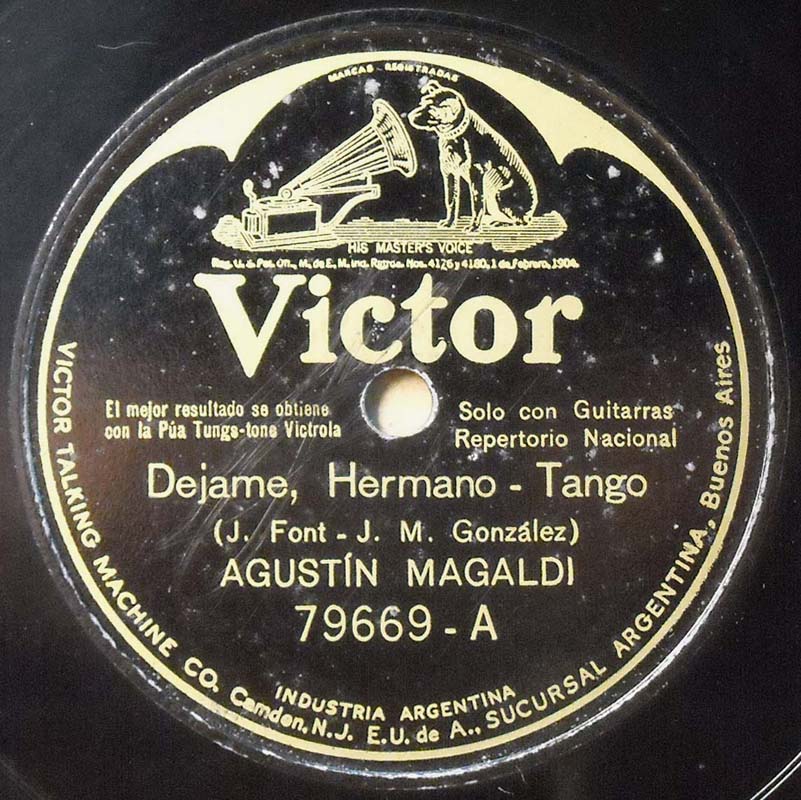 MARCAS REGISTRADAS
HIS MASTER'S VOICE
Reg. U. S. Pat. Off., M. de E., M. Ind. Retros. Nos. 4126 y 4180, 1 de Febrero, 1904.
Victor
El mejor resultado se obtiene
con la Púa Tungs-tone Victrola
Solo con Guitarras
Repertorio Nacional
Dejame, Hermano - Tango
(J. Font - J. M. González)
AGUSTÍN MAGALDI
79669 - A
INDUSTRIA ARGENTINA
VICTOR TALKING MACHINE CO. Camden, N.J. E.U. de A., SUCURSAL ARGENTINA, Buenos Aires.